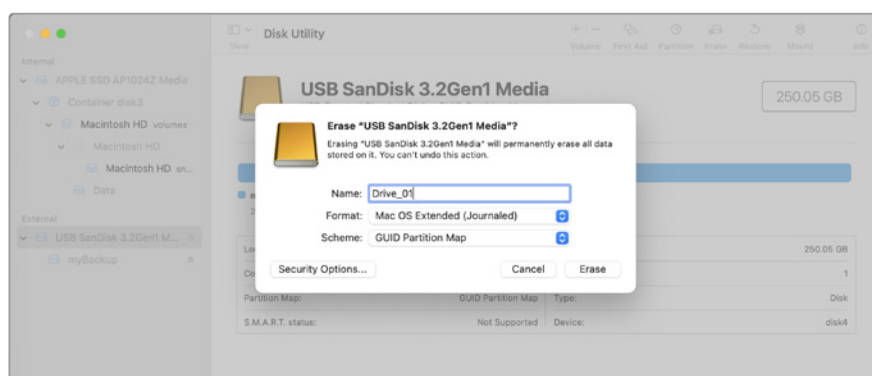 Disk Utility
View
Volume First Aid Partition Erase Restore Mount Info
Internal
APPLE SSD AP1024Z Media
Container disk3
Macintosh HD volumes
Macintosh HD
Macintosh HD sn...
Data
External
USB SanDisk 3.2Gen1 M...
myBackup
USB SanDisk 3.2Gen1 Media
250.05 GB
Erase “USB SanDisk 3.2Gen1 Media”?
Erasing “USB SanDisk 3.2Gen1 Media” will permanently erase all data
stored on it. You can't undo this action.
Name: Drive_01
Format: Mac OS Extended (Journaled)
Scheme: GUID Partition Map
Security Options... Cancel Erase
250.05 GB
1
Partition Map: GUID Partition Map Type: Disk
S.M.A.R.T. status: Not Supported Device: disk4